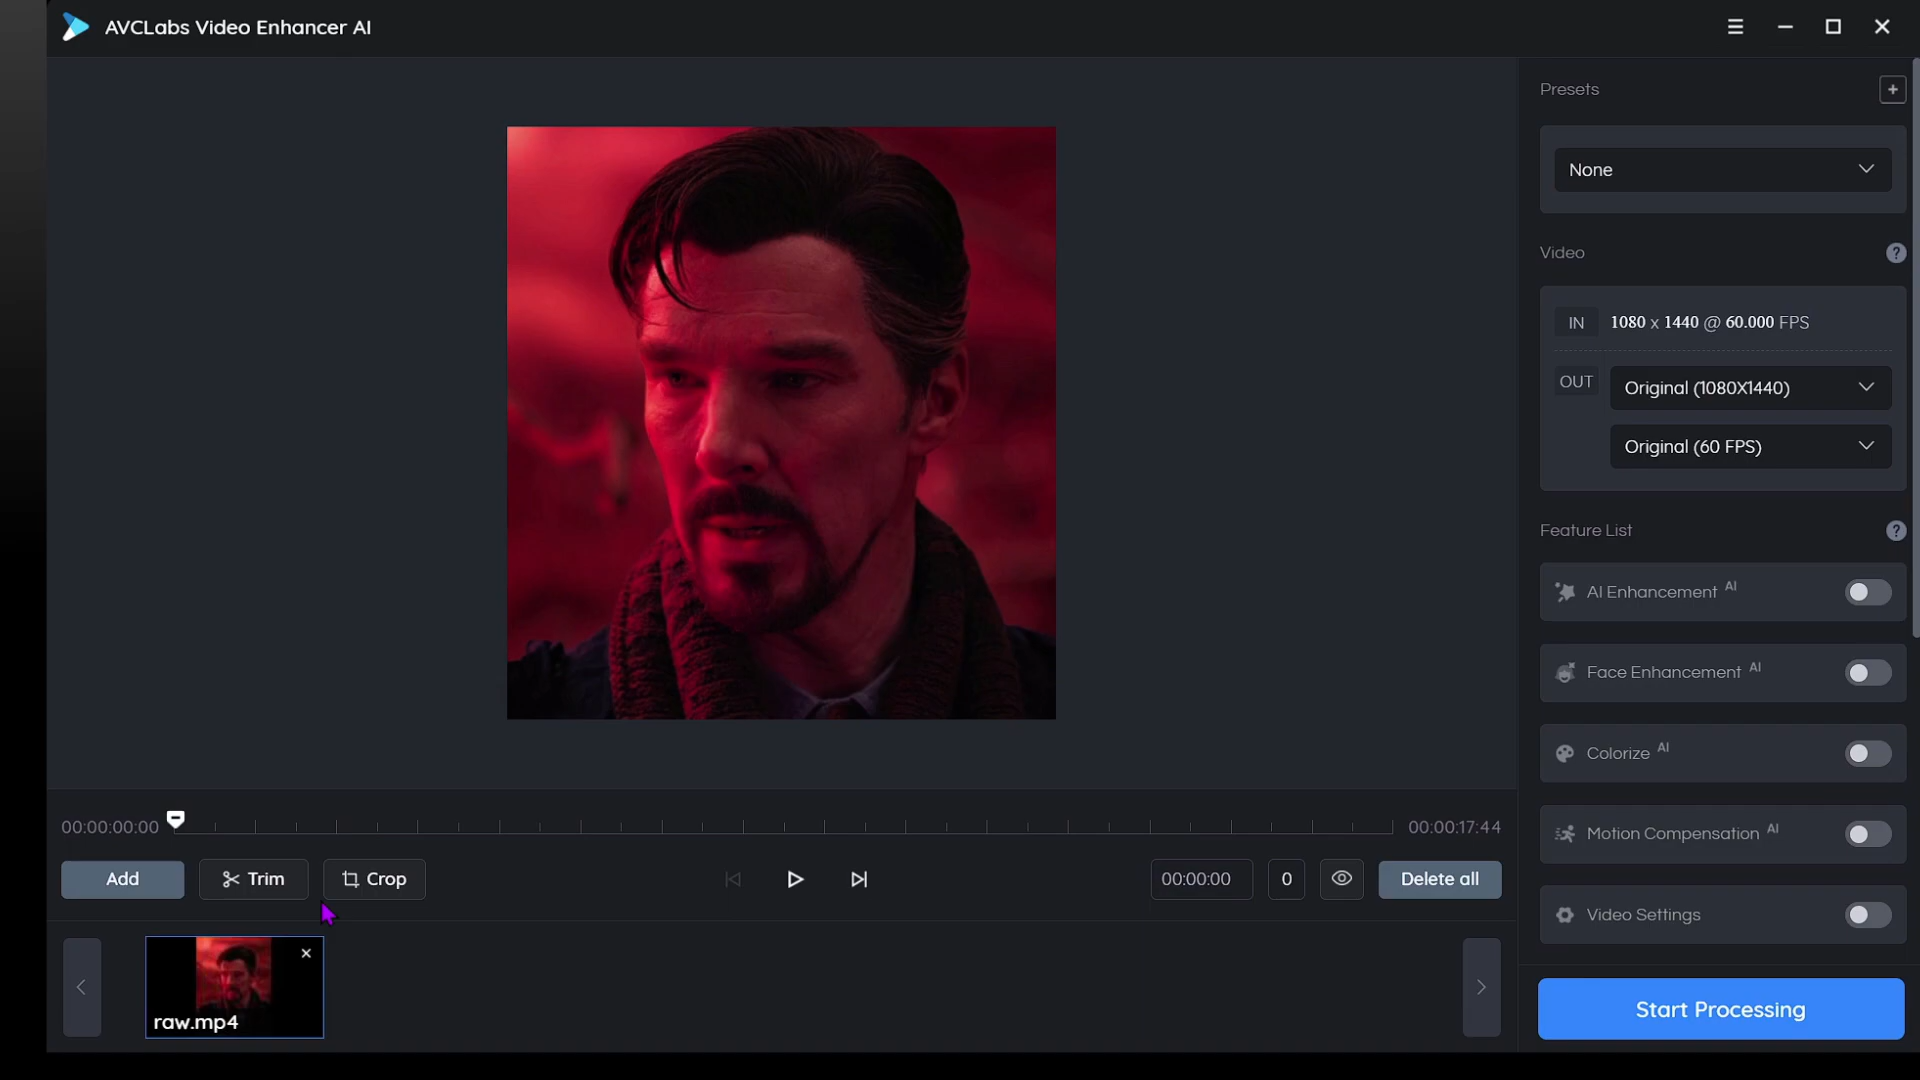 AVCLabs Video Enhancer AI
Presets
None
Video
IN 1080 x 1440 @ 60.000 FPS
OUT Original (1080X1440)
Original (60 FPS)
Feature List
AI Enhancement AI
Face Enhancement AI
Colorize AI
Motion Compensation AI
Video Settings
Start Processing
00:00:00:00
00:00:17:44
Add
Trim
Crop
00:00:00
0
Delete all
raw.mp4